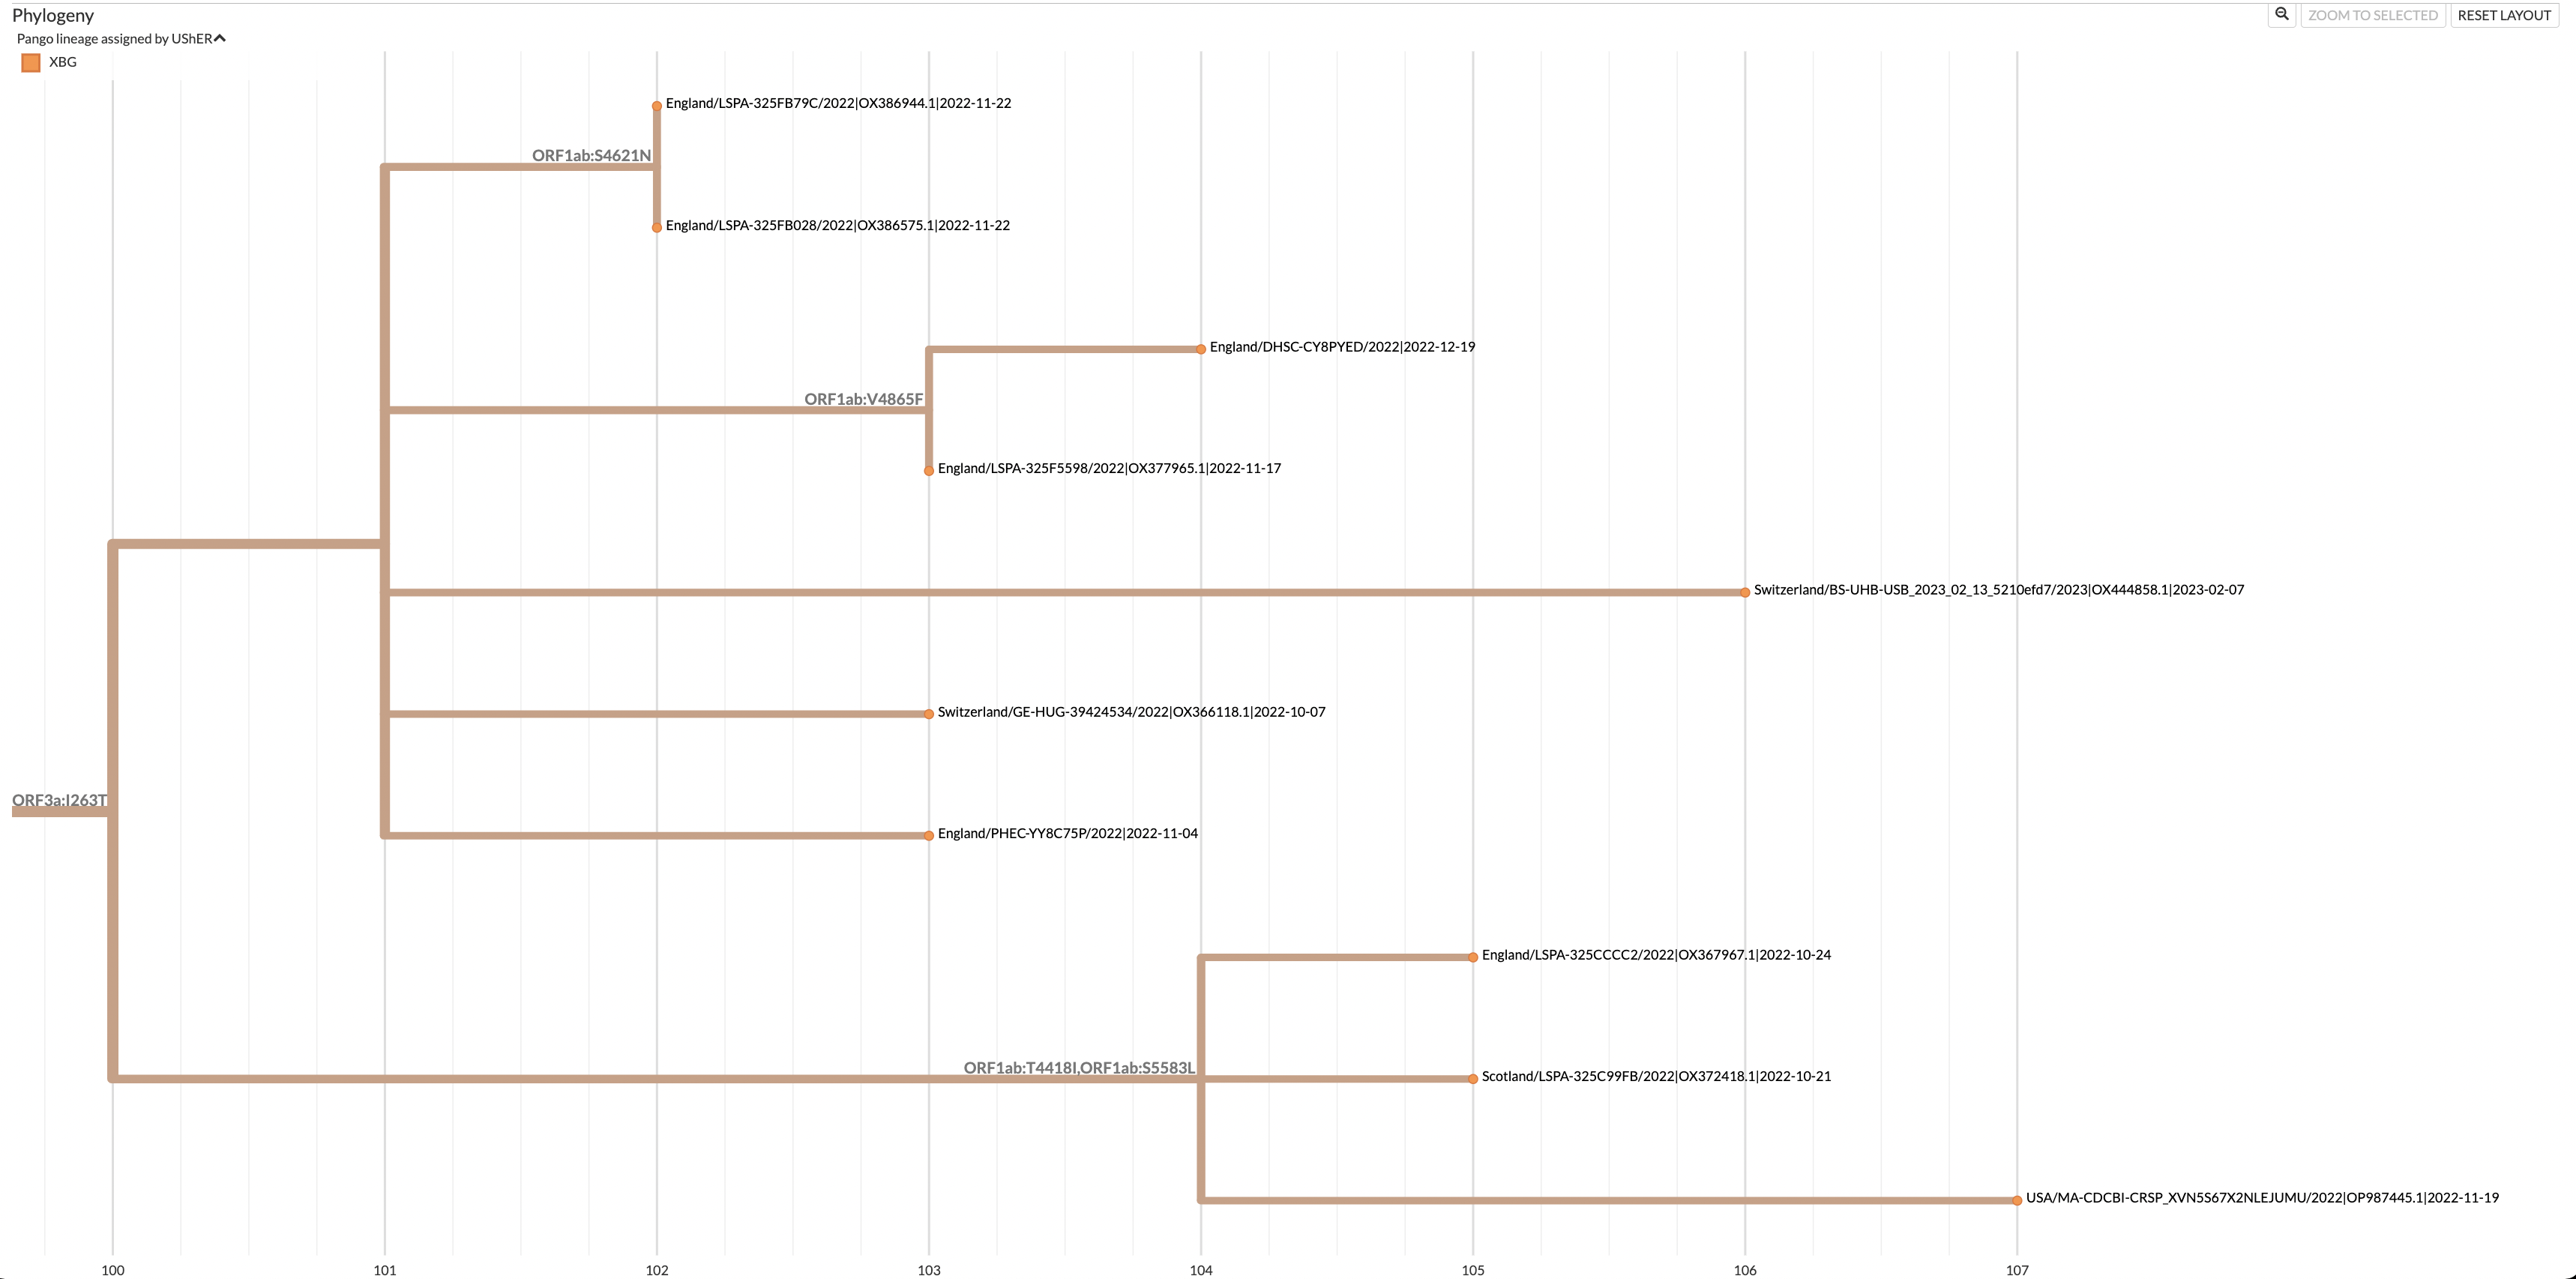 Phylogeny
ZOOM TO SELECTED
RESET LAYOUT
Pango lineage assigned by UShER
XBG
England/LSPA-325FB79C/2022|OX386944.1|2022-11-22
ORF1ab:S4621N
England/LSPA-325FB028/2022|OX386575.1|2022-11-22
England/DHSC-CY8PYED/2022|2022-12-19
ORF1ab:V4865F
England/LSPA-325F5598/2022|OX377965.1|2022-11-17
Switzerland/BS-UHB-USB_2023_02_13_5210efd7/2023|OX444858.1|2023-02-07
Switzerland/GE-HUG-39424534/2022|OX366118.1|2022-10-07
ORF3a:I263T
England/PHEC-YY8C75P/2022|2022-11-04
England/LSPA-325CCCC2/2022|OX367967.1|2022-10-24
ORF1ab:T4418I,ORF1ab:S5583L
Scotland/LSPA-325C99FB/2022|OX372418.1|2022-10-21
USA/MA-CDCBI-CRSP_XVN5S67X2NLEJUMU/2022|OP987445.1|2022-11-19
100 101 102 103 104 105 106 107